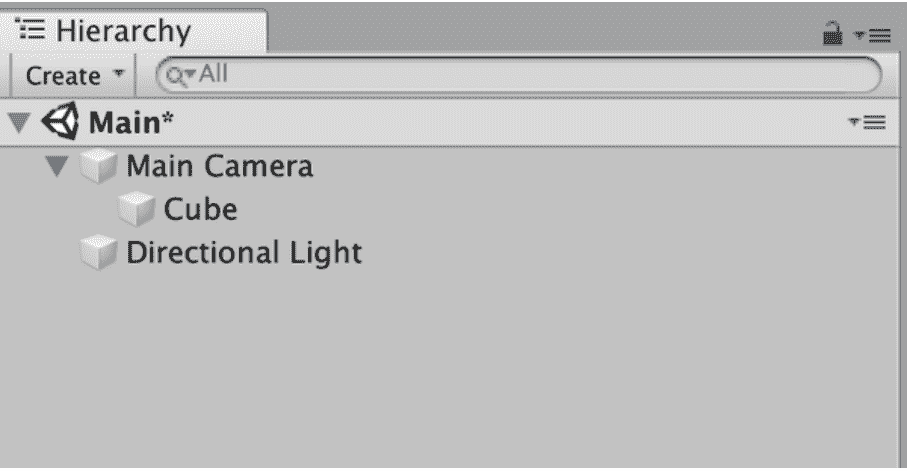 Hierarchy
Create All
Main*
Main Camera
Cube
Directional Light